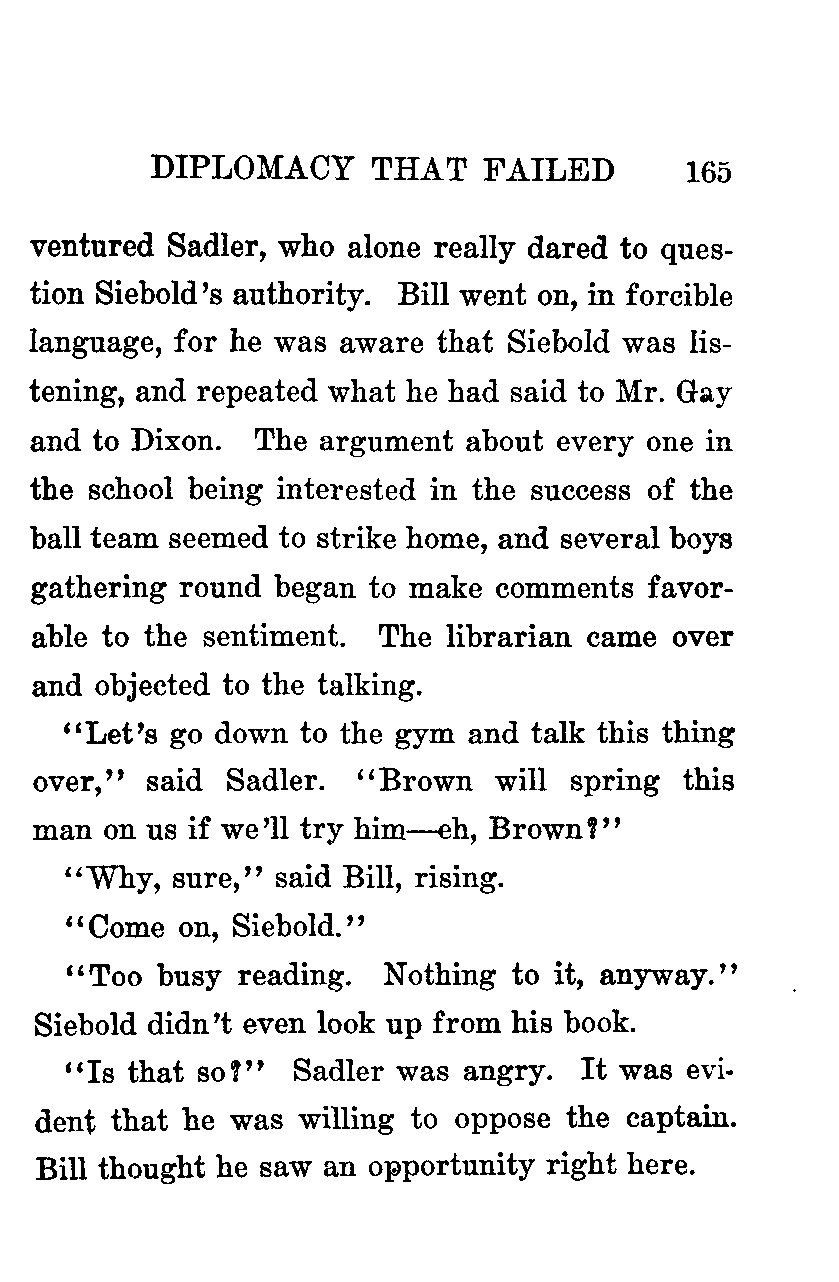 DIPLOMACY THAT FAILED 165
ventured Sadler, who alone really dared to ques-
tion Siebold's authority. Bill went on, in forcible
language, for he was aware that Siebold was lis-
tening, and repeated what he had said to Mr. Gay
and to Dixon. The argument about every one in
the school being interested in the success of the
ball team seemed to strike home, and several boys
gathering round began to make comments favor-
able to the sentiment. The librarian came over
and objected to the talking.
"Let's go down to the gym and talk this thing
over," said Sadler. "Brown will spring this
man on us if we'll try him—eh, Brown?"
"Why, sure," said Bill, rising.
"Come on, Siebold."
"Too busy reading. Nothing to it, anyway."
Siebold didn't even look up from his book.
"Is that so?" Sadler was angry. It was evi-
dent that he was willing to oppose the captain.
Bill thought he saw an opportunity right here.